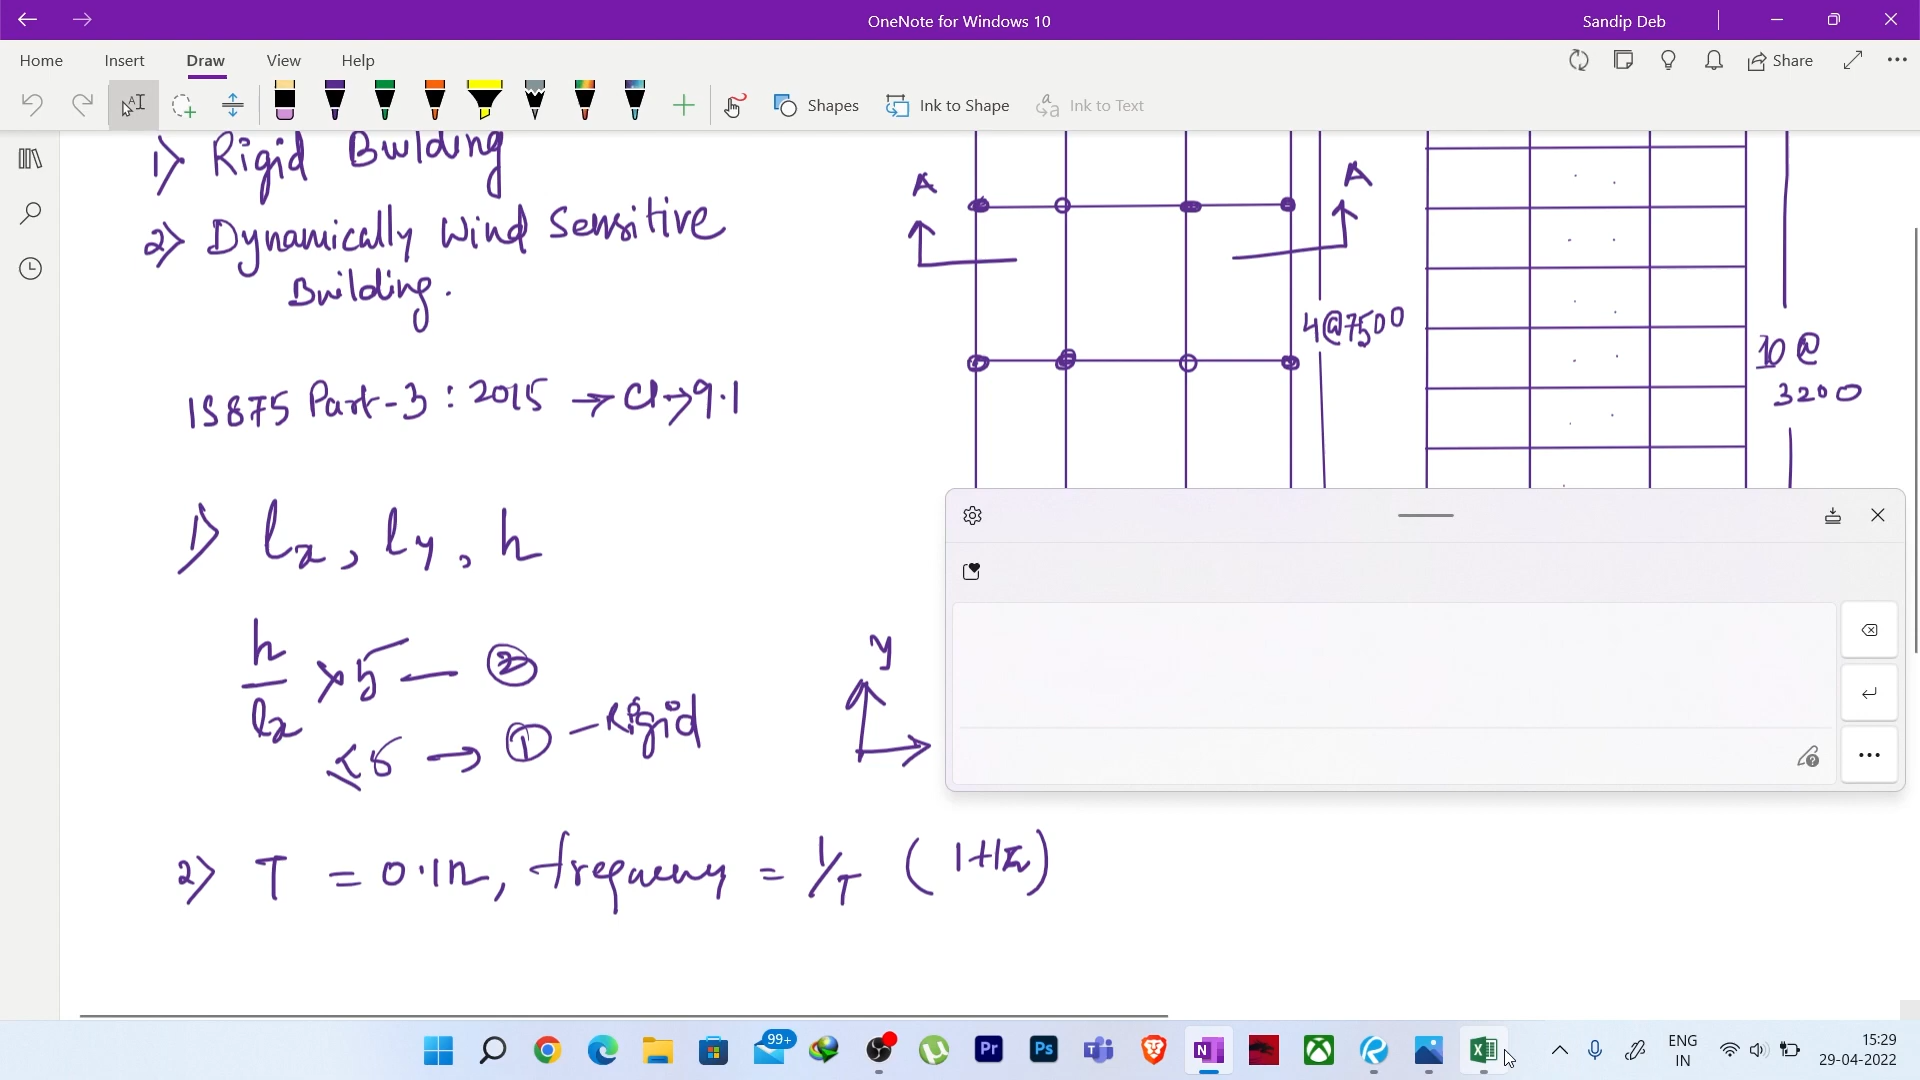 OneNote for Windows 10
Sandip Deb
Home Insert Draw View Help
Share
Shapes Ink to Shape Ink to Text
1) Rigid Building
2) Dynamically Wind Sensitive
Building.
IS875 Part-3 : 2015 → Cl → 9.1
1) lx, ly, h
h/lx > 5 — 2
≤ 5 → 1 — Rigid
2) T = 0.1n, frequency = 1/T (1Hz)
A A
4@7500
10 @
3200
y
99+
ENG
IN
15:29
29-04-2022